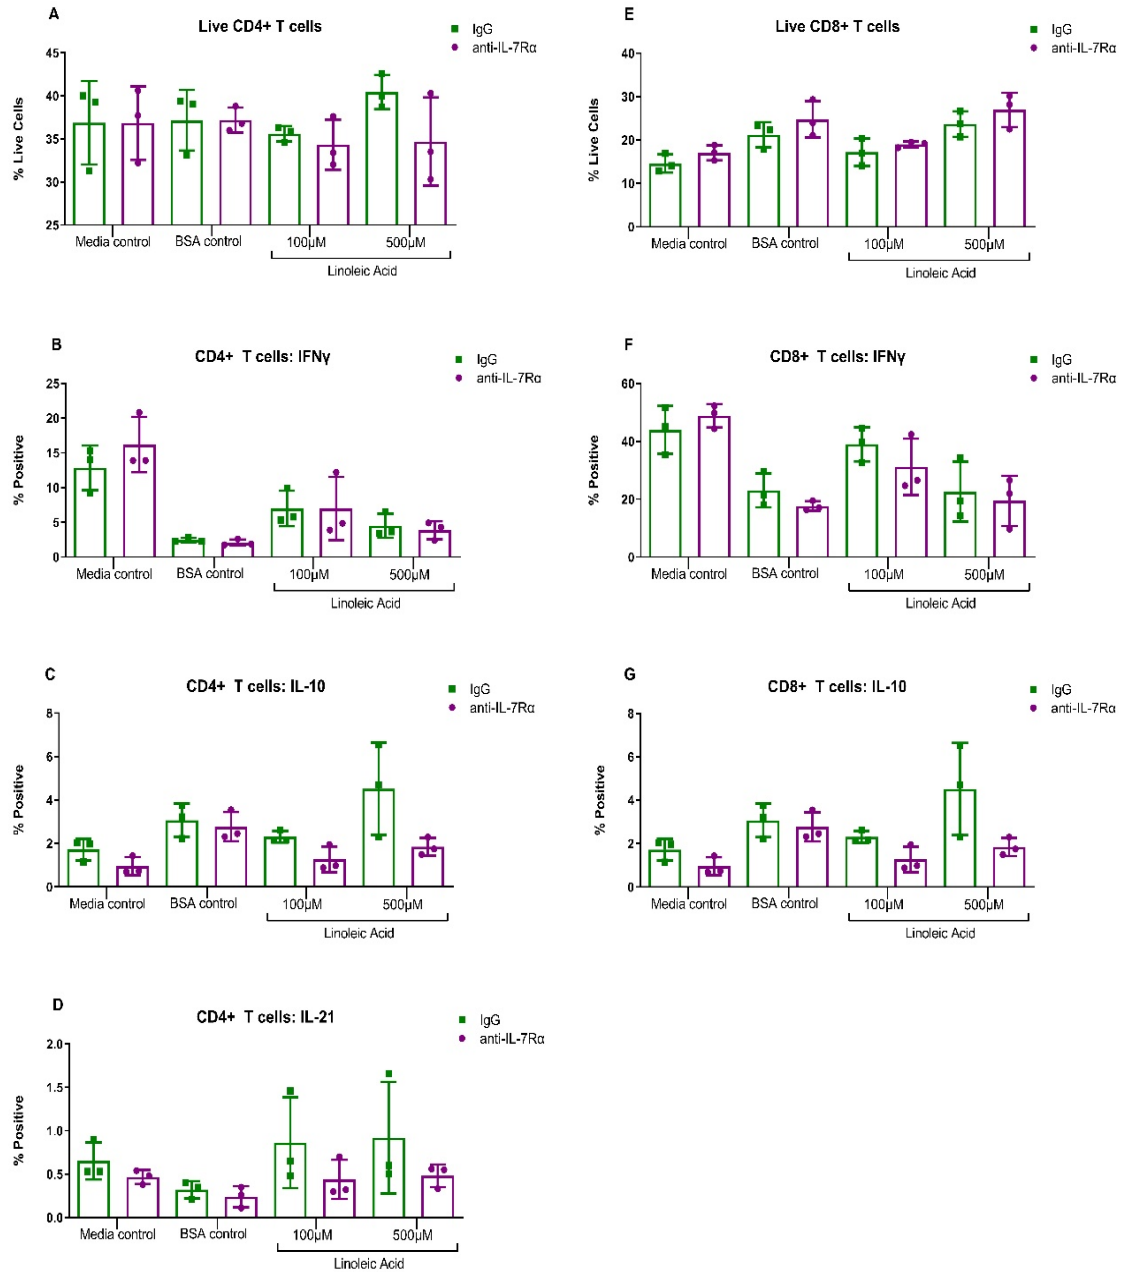 A
Live CD4+ T cells
IgG
anti-IL-7Rα
% Live Cells
45
40
35
30
25
Media control
BSA control
100µM
500µM
Linoleic Acid
E
Live CD8+ T cells
IgG
anti-IL-7Rα
% Live Cells
40
30
20
10
0
Media control
BSA control
100µM
500µM
Linoleic Acid
B
CD4+ T cells: IFNγ
IgG
anti-IL-7Rα
% Positive
25
20
15
10
5
0
Media control
BSA control
100µM
500µM
Linoleic Acid
F
CD8+ T cells: IFNγ
IgG
anti-IL-7Rα
% Positive
60
40
20
0
Media control
BSA control
100µM
500µM
Linoleic Acid
C
CD4+ T cells: IL-10
IgG
anti-IL-7Rα
% Positive
8
6
4
2
0
Media control
BSA control
100µM
500µM
Linoleic Acid
G
CD8+ T cells: IL-10
IgG
anti-IL-7Rα
% Positive
8
6
4
2
0
Media control
BSA control
100µM
500µM
Linoleic Acid
D
CD4+ T cells: IL-21
IgG
anti-IL-7Rα
% Positive
2.0
1.5
1.0
0.5
0.0
Media control
BSA control
100µM
500µM
Linoleic Acid